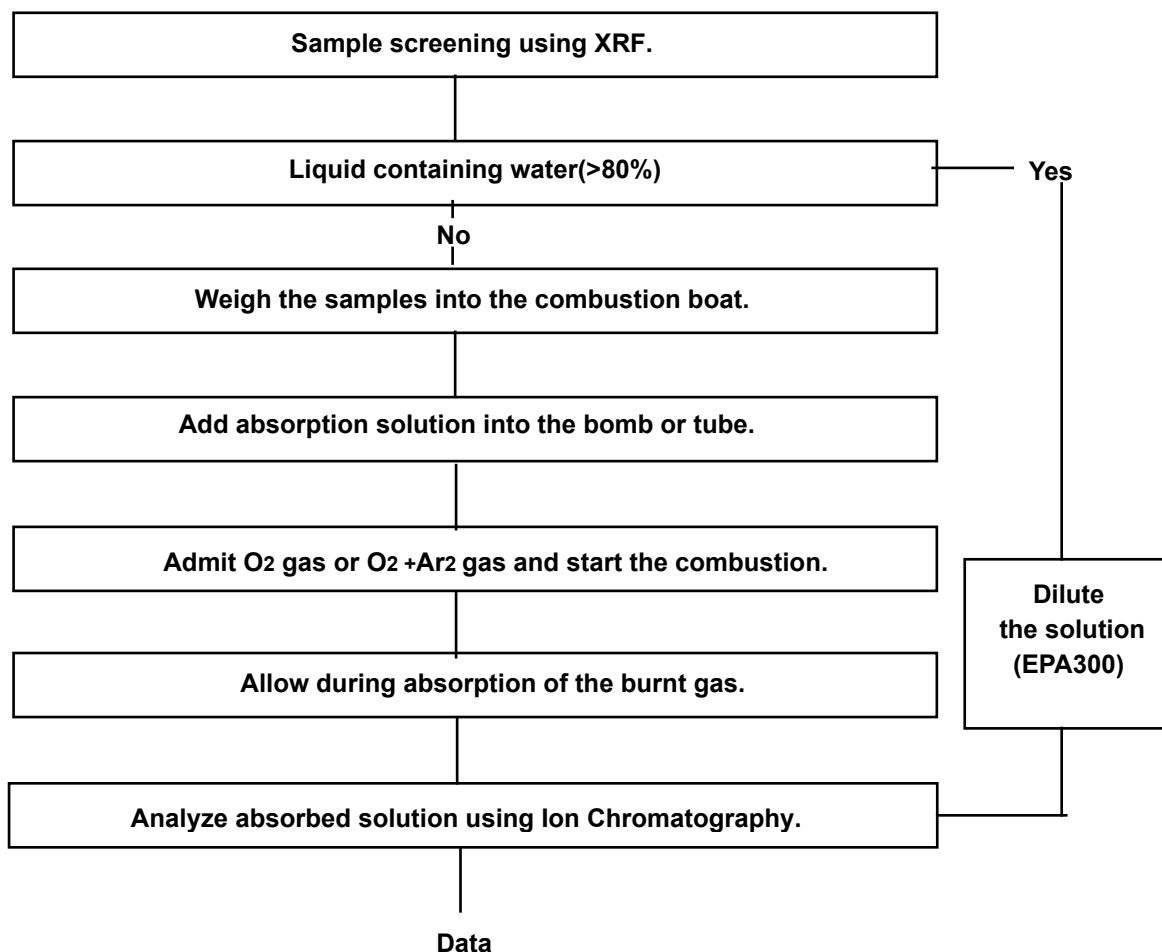 Sample screening using XRF.
Liquid containing water(>80%)
Yes
No
Weigh the samples into the combustion boat.
Add absorption solution into the bomb or tube.
Admit O2 gas or O2 +Ar2 gas and start the combustion.
Dilute
the solution
(EPA300)
Allow during absorption of the burnt gas.
Analyze absorbed solution using Ion Chromatography.
Data